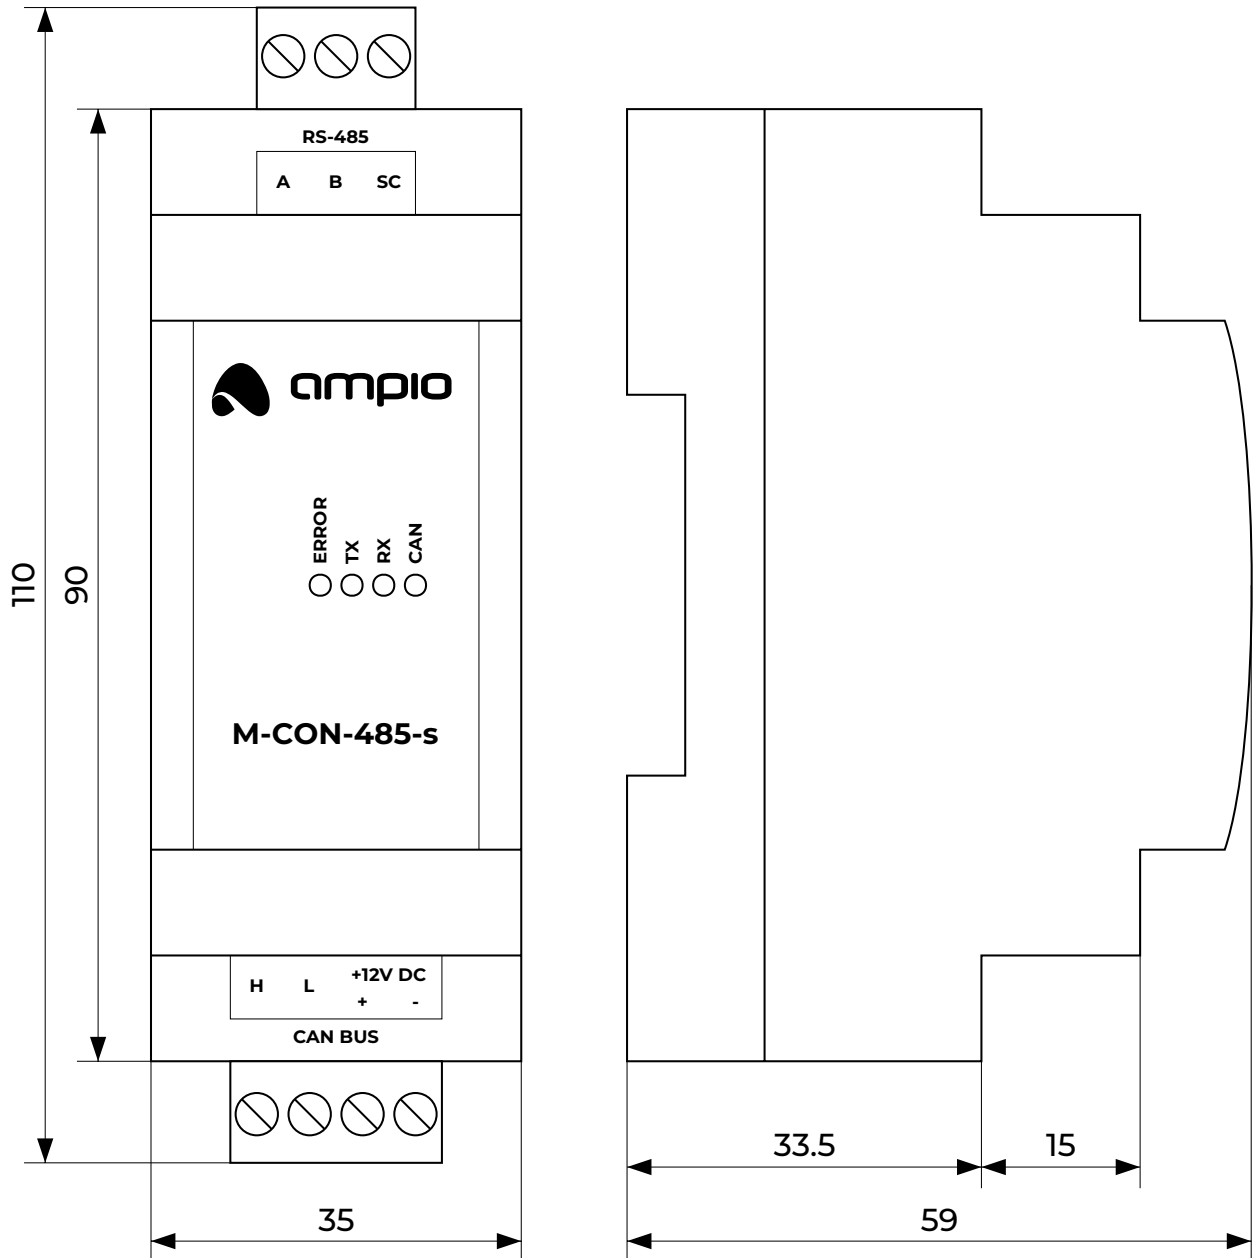 RS-485
A B SC
ampio
ERROR
TX
RX
CAN
110
90
M-CON-485-s
H L +12V DC
+ -
CAN BUS
33.5
15
35
59